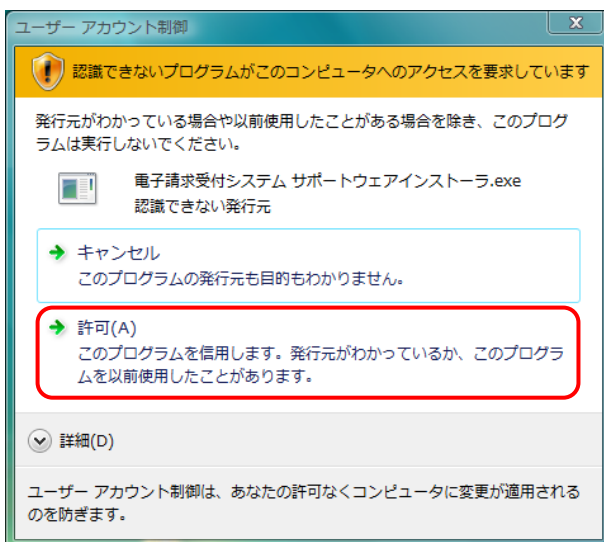 ユーザー アカウント制御
認識できないプログラムがこのコンピュータへのアクセスを要求しています
発行元がわかっている場合や以前使用したことがある場合を除き、このプログ
ラムは実行しないでください。
電子請求受付システム サポートウェアインストーラ.exe
認識できない発行元
キャンセル
このプログラムの発行元も目的もわかりません。
許可(A)
このプログラムを信用します。発行元がわかっているか、このプログラ
ムを以前使用したことがあります。
詳細(D)
ユーザー アカウント制御は、あなたの許可なくコンピュータに変更が適用される
のを防ぎます。